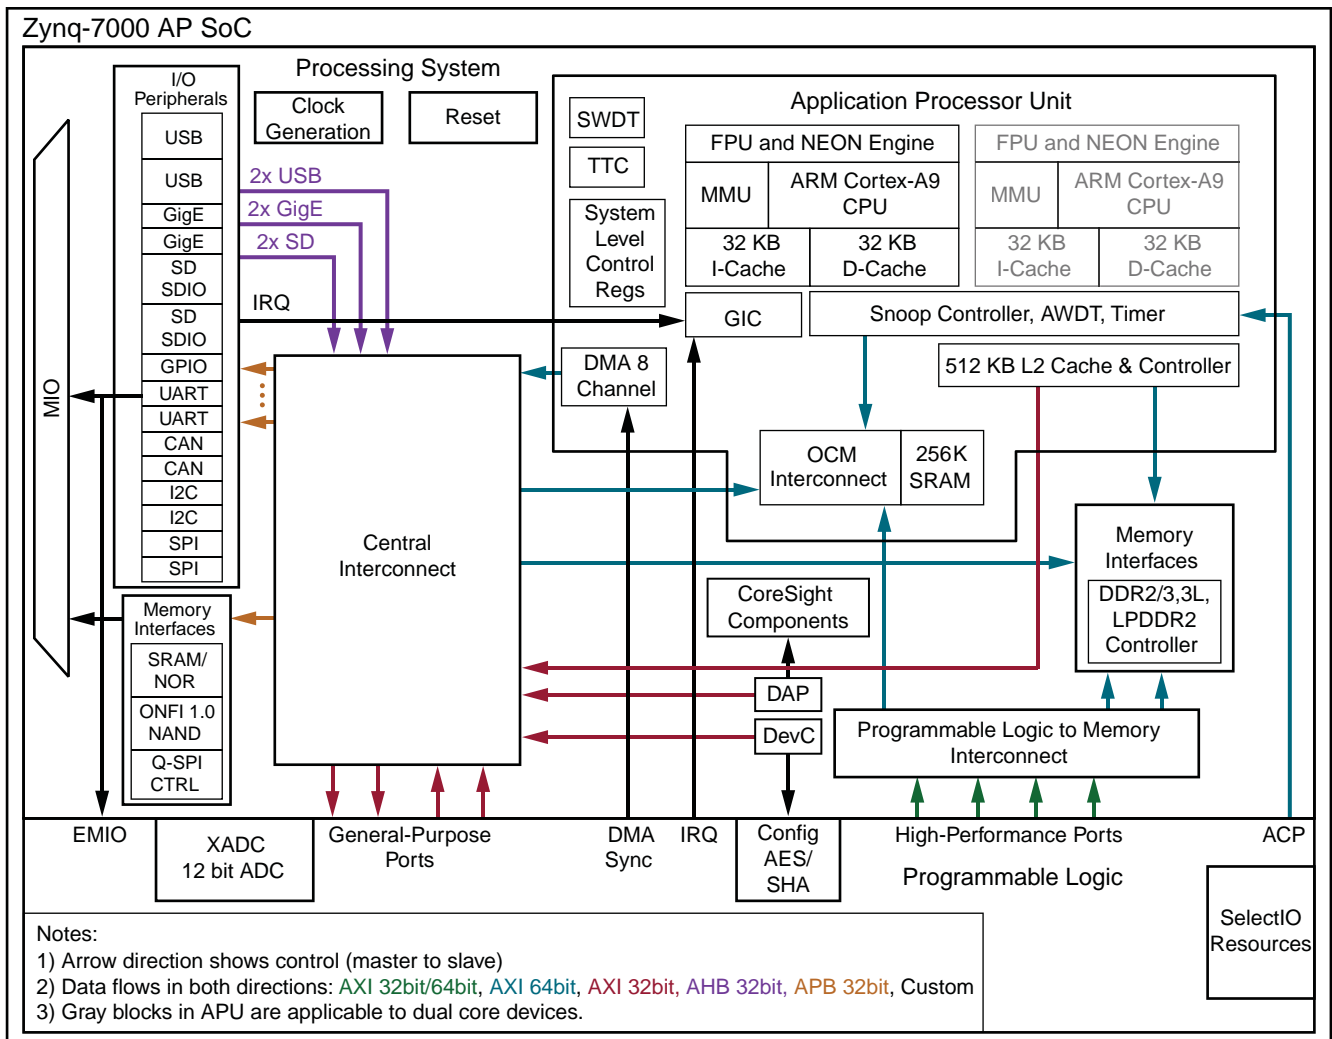 Zynq-7000 AP SoC
Processing System
I/O
Peripherals
USB
USB
GigE
GigE
SD
SDIO
SD
SDIO
GPIO
UART
UART
CAN
CAN
I2C
I2C
SPI
SPI
MIO
Clock
Generation
Reset
2x USB
2x GigE
2x SD
IRQ
Application Processor Unit
SWDT
TTC
System
Level
Control
Regs
FPU and NEON Engine
MMU
ARM Cortex-A9
CPU
32 KB
I-Cache
32 KB
D-Cache
FPU and NEON Engine
MMU
ARM Cortex-A9
CPU
32 KB
I-Cache
32 KB
D-Cache
GIC
Snoop Controller, AWDT, Timer
DMA 8
Channel
512 KB L2 Cache & Controller
OCM
Interconnect
256K
SRAM
Central
Interconnect
Memory
Interfaces
DDR2/3,3L,
LPDDR2
Controller
CoreSight
Components
DAP
DevC
Programmable Logic to Memory
Interconnect
Memory
Interfaces
SRAM/
NOR
ONFI 1.0
NAND
Q-SPI
CTRL
EMIO
XADC
12 bit ADC
General-Purpose
Ports
DMA
Sync
IRQ
Config
AES/
SHA
High-Performance Ports
ACP
Programmable Logic
SelectIO
Resources
Notes:
1) Arrow direction shows control (master to slave)
2) Data flows in both directions: AXI 32bit/64bit, AXI 64bit, AXI 32bit, AHB 32bit, APB 32bit, Custom
3) Gray blocks in APU are applicable to dual core devices.